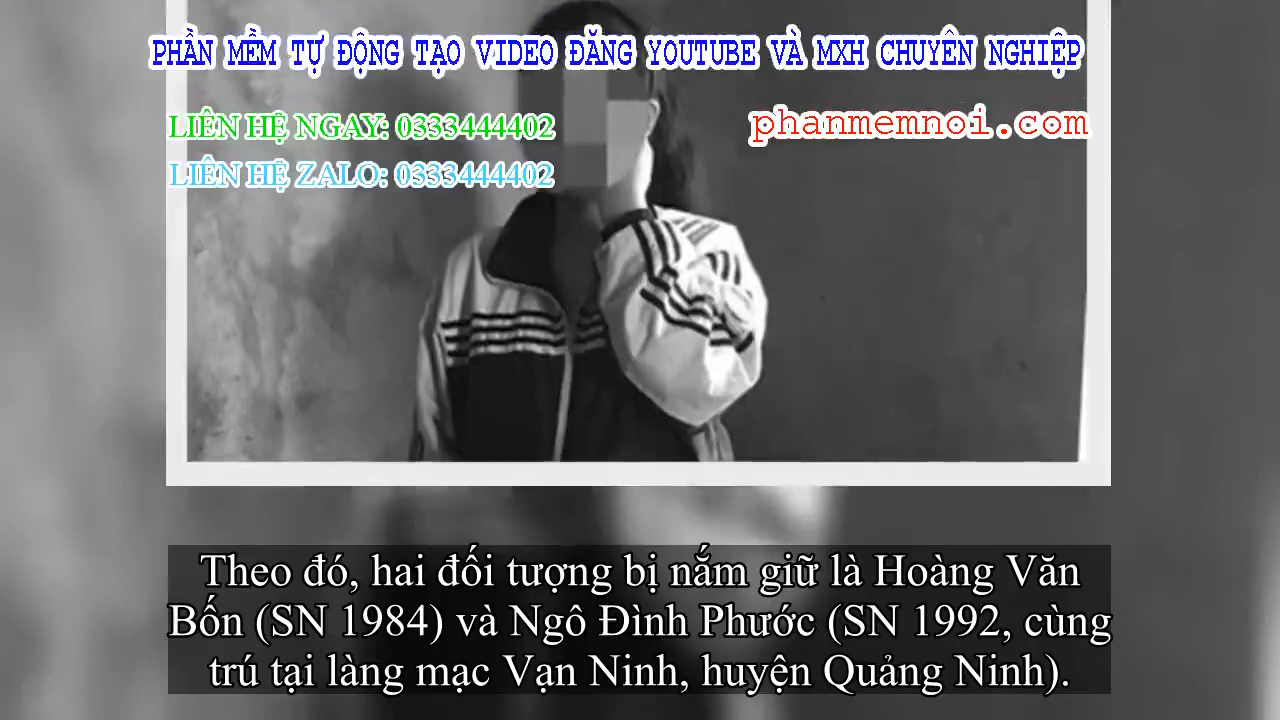 PHẦN MỀM TỰ ĐỘNG TẠO VIDEO ĐĂNG YOUTUBE VÀ MXH CHUYÊN NGHIỆP
LIÊN HỆ NGAY: 0333444402
phanmemnoi.com
LIÊN HỆ ZALO: 0333444402
Theo đó, hai đối tượng bị nắm giữ là Hoàng Văn
Bốn (SN 1984) và Ngô Đình Phước (SN 1992, cùng
trú tại làng mạc Vạn Ninh, huyện Quảng Ninh).